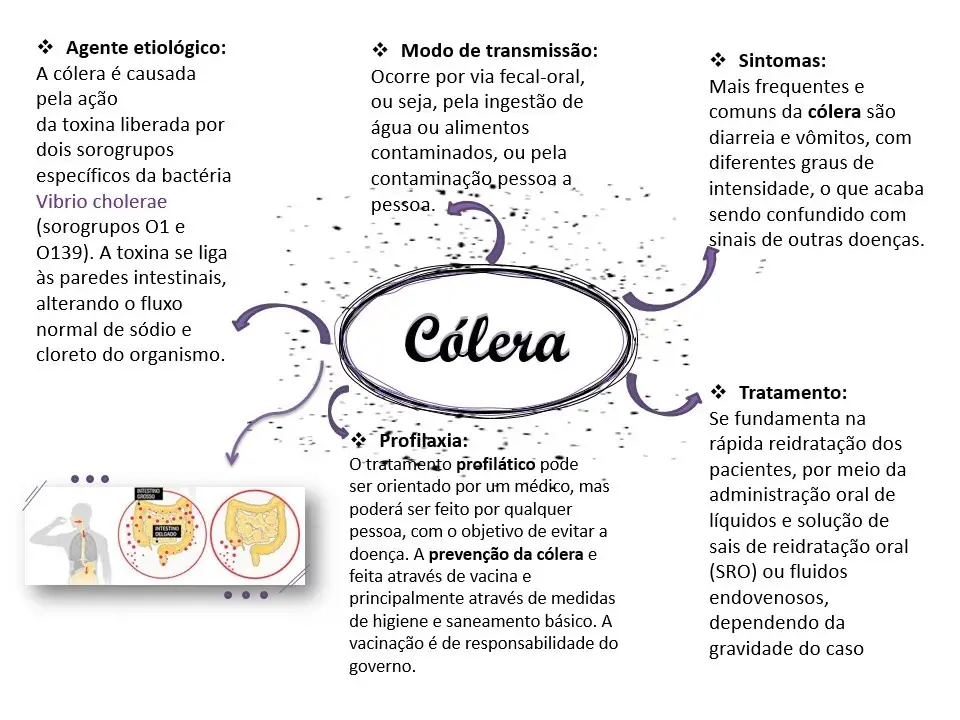 ❖ Agente etiológico:
A cólera é causada
pela ação
da toxina liberada por
dois sorogrupos
específicos da bactéria
Vibrio cholerae
(sorogrupos O1 e
O139). A toxina se liga
às paredes intestinais,
alterando o fluxo
normal de sódio e
cloreto do organismo.
❖ Modo de transmissão:
Ocorre por via fecal-oral,
ou seja, pela ingestão de
água ou alimentos
contaminados, ou pela
contaminação pessoa a
pessoa.
❖ Sintomas:
Mais frequentes e
comuns da cólera são
diarreia e vômitos, com
diferentes graus de
intensidade, o que acaba
sendo confundido com
sinais de outras doenças.
Cólera
❖ Profilaxia:
O tratamento profilático pode
ser orientado por um médico, mas
poderá ser feito por qualquer
pessoa, com o objetivo de evitar a
doença. A prevenção da cólera e
feita através de vacina e
principalmente através de medidas
de higiene e saneamento básico. A
vacinação é de responsabilidade do
governo.
❖ Tratamento:
Se fundamenta na
rápida reidratação dos
pacientes, por meio da
administração oral de
líquidos e solução de
sais de reidratação oral
(SRO) ou fluidos
endovenosos,
dependendo da
gravidade do caso
INTESTINO
GROSSO
INTESTINO
DELGADO